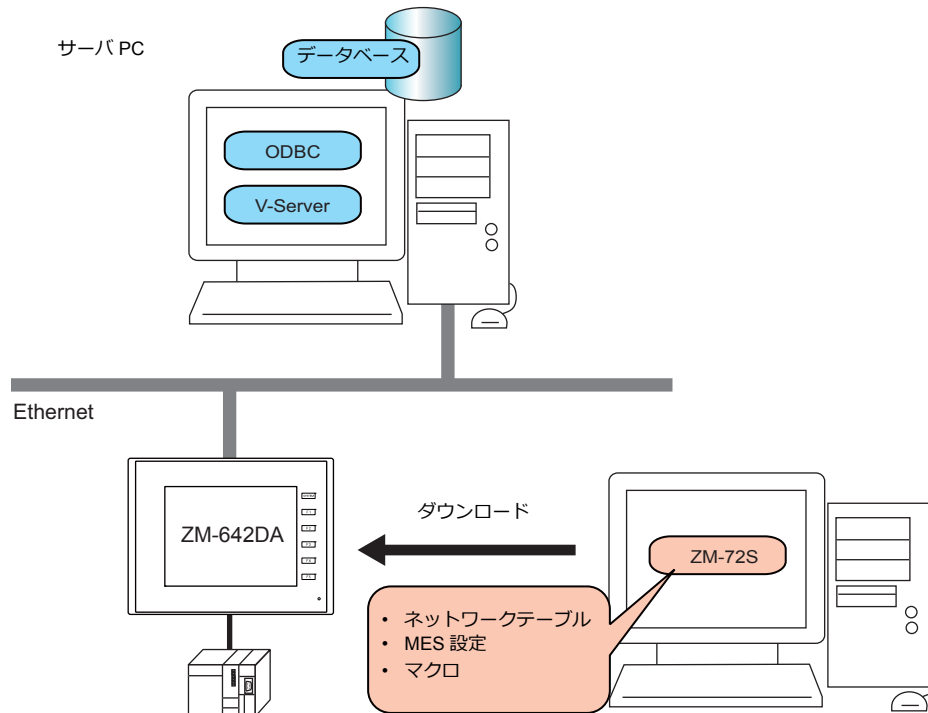 サーバ PC
データベース
ODBC
V-Server
Ethernet
ZM-642DA
ダウンロード
ZM-72S
• ネットワークテーブル
• MES 設定
• マクロ